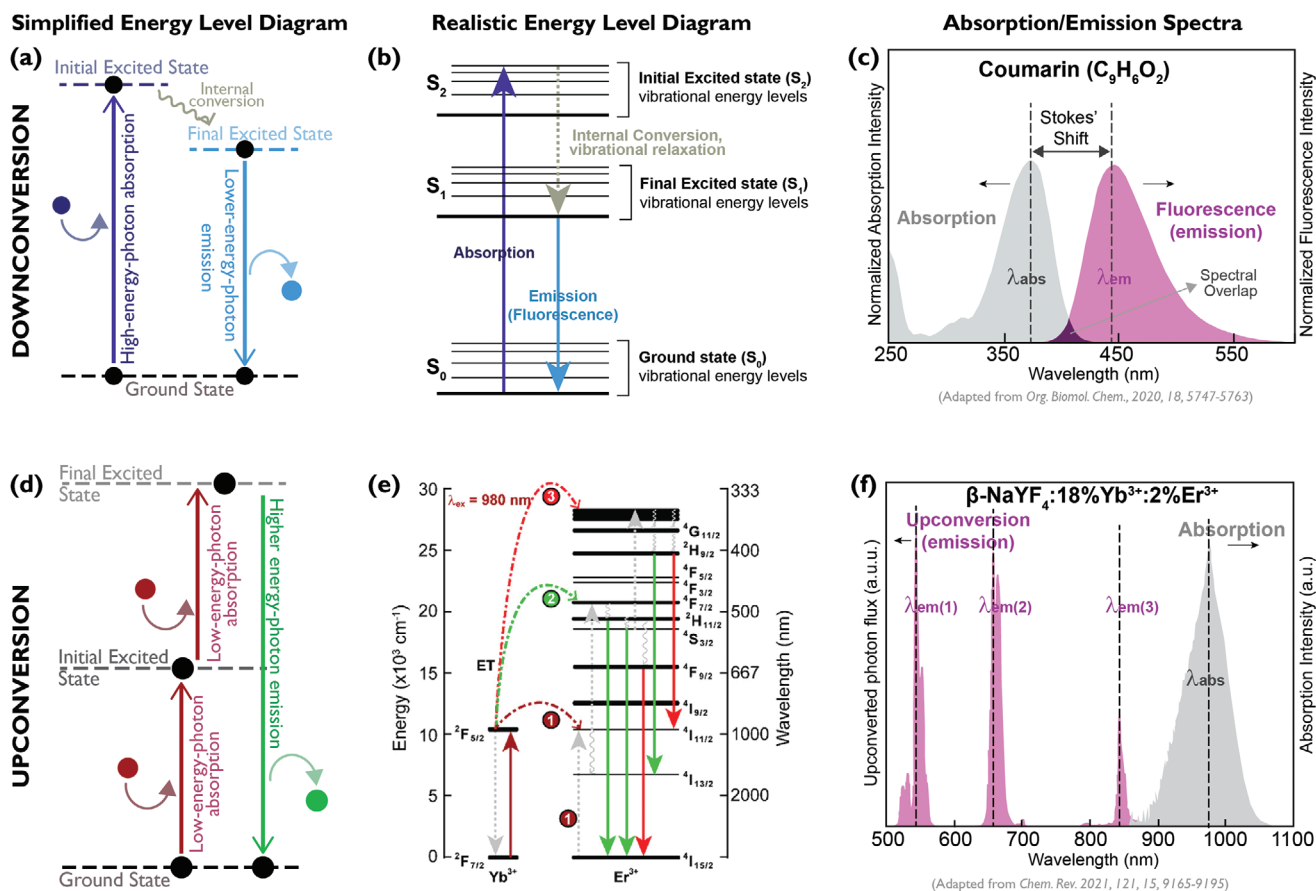 Simplified Energy Level Diagram
Realistic Energy Level Diagram
Absorption/Emission Spectra
DOWNCONVERSION
(a)
Initial Excited State
Internal
conversion
Final Excited State
High-energy-photon absorption
Lower-energy-photon
emission
Ground State
(b)
S₂
Initial Excited state (S₂)
vibrational energy levels
Internal Conversion,
vibrational relaxation
S₁
Final Excited state (S₁)
vibrational energy levels
Absorption
Emission
(Fluorescence)
S₀
Ground state (S₀)
vibrational energy levels
(c)
Coumarin (C₉H₆O₂)
Stokes'
Shift
Absorption
Fluorescence
(emission)
λabs
λem
Spectral
Overlap
Normalized Absorption Intensity
Normalized Fluorescence Intensity
250
350
450
550
Wavelength (nm)
(Adapted from Org. Biomol. Chem., 2020, 18, 5747-5763)
UPCONVERSION
(d)
Final Excited
State
Low-energy-photon
absorption
Higher energy-photon emission
Initial Excited
State
Low-energy-photon
absorption
Ground State
(e)
λex = 980 nm
3
2
ET
1
1
Energy (x10³ cm⁻¹)
30
25
20
15
10
5
0
²F₅/₂
²F₇/₂
Yb³⁺
Er³⁺
⁴G₁₁/₂
²H₉/₂
⁴F₅/₂
⁴F₃/₂
⁴F₇/₂
²H₁₁/₂
⁴S₃/₂
⁴F₉/₂
⁴I₉/₂
⁴I₁₁/₂
⁴I₁₃/₂
⁴I₁₅/₂
333
400
500
667
1000
2000
Wavelength (nm)
(f)
β-NaYF₄:18%Yb³⁺:2%Er³⁺
Upconversion
(emission)
Absorption
λem(1)
λem(2)
λem(3)
λabs
Upconverted photon flux (a.u.u.)
Absorption Intensity (a.u.)
500
600
700
800
900
1000
1100
Wavelength (nm)
(Adapted from Chem. Rev. 2021, 121, 15, 9165-9195)